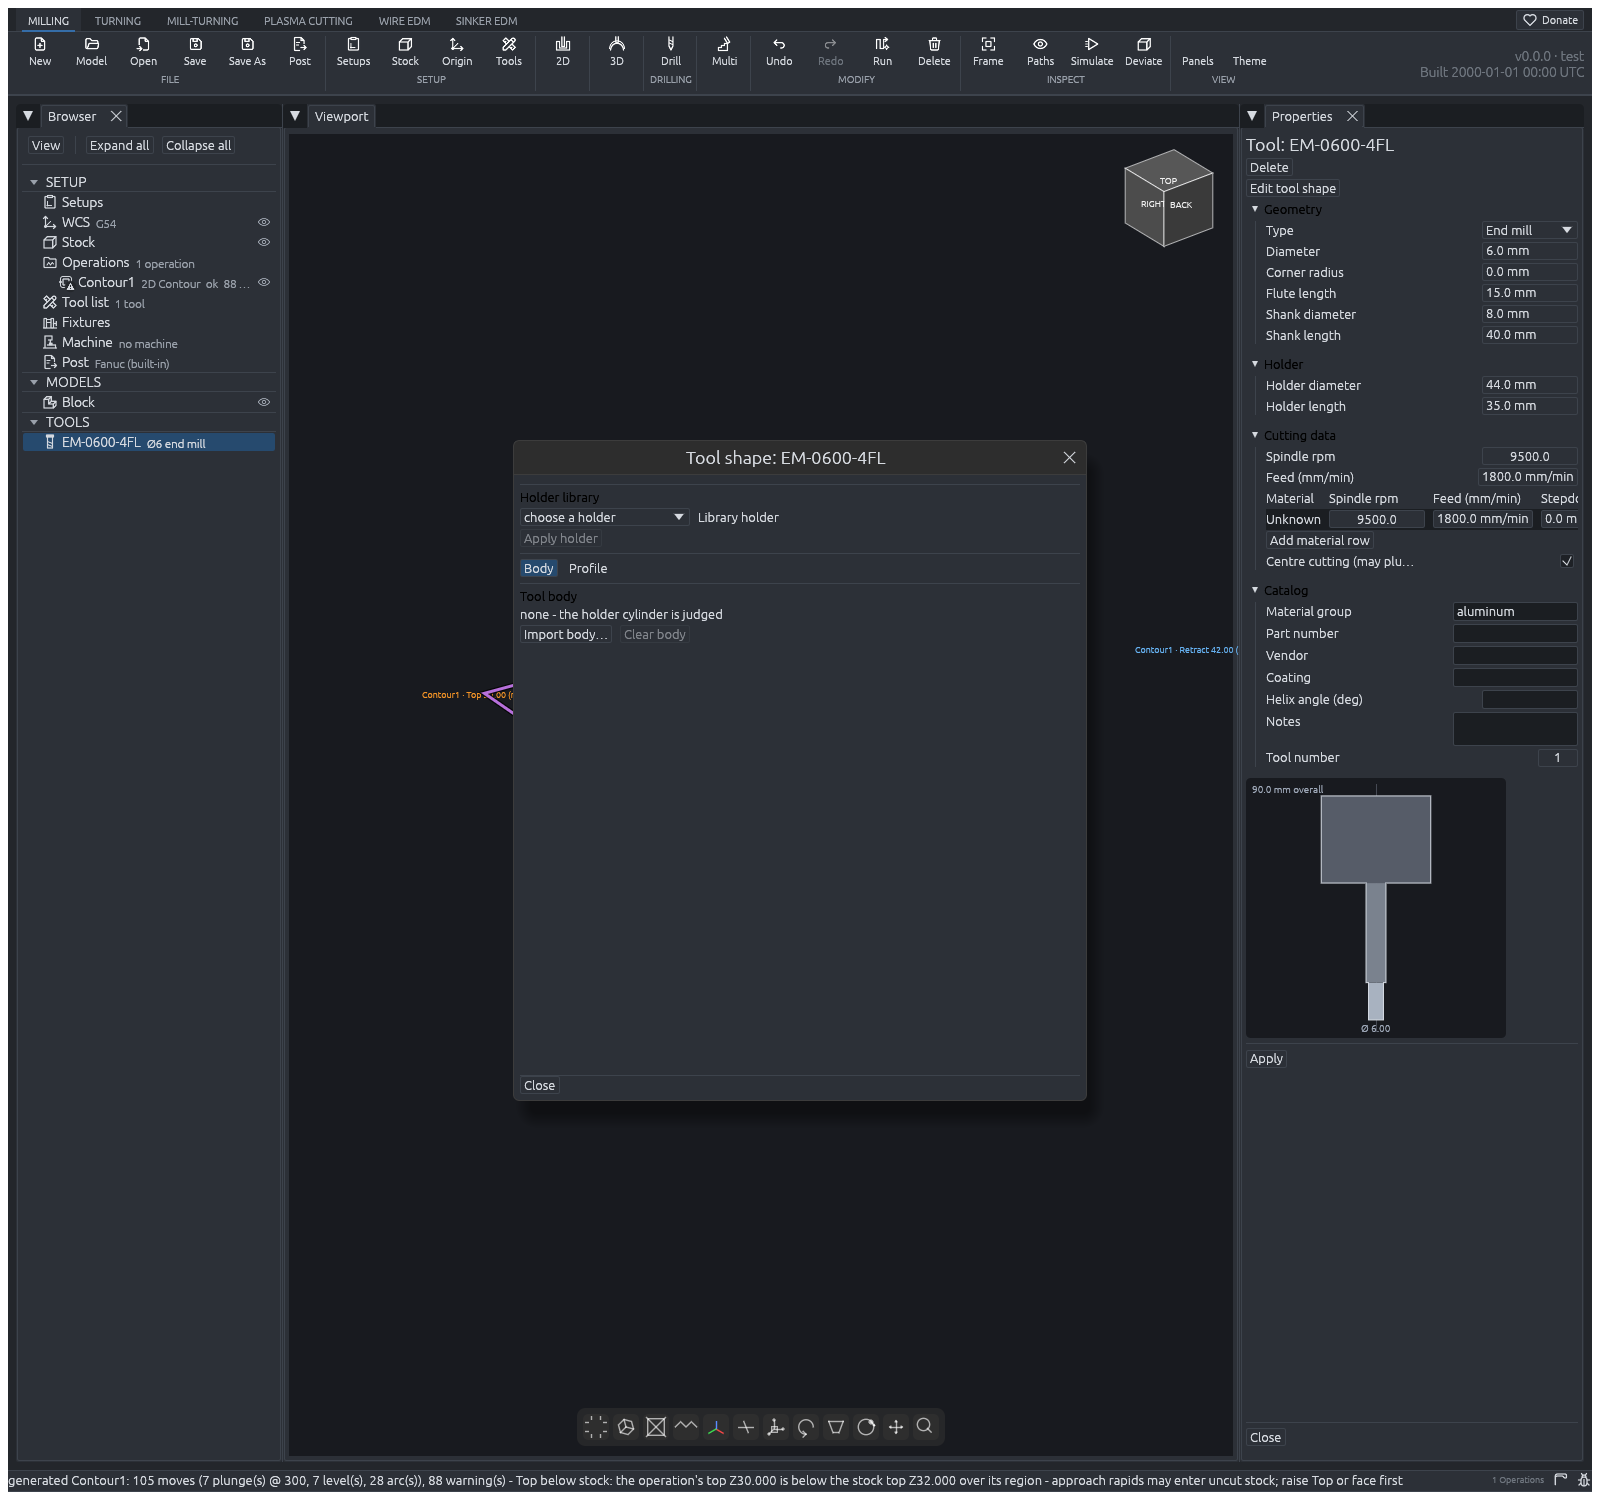 MILLING TURNING MILL-TURNING PLASMA CUTTING WIRE EDM SINKER EDM Donate
New Model Open Save Save As Post Setups Stock Origin Tools 2D 3D Drill Multi Undo Redo Run Delete Frame Paths Simulate Deviate Panels Theme
FILE SETUP DRILLING MODIFY INSPECT VIEW
v0.0.0 · test
Built 2000-01-01 00:00 UTC
Browser
View Expand all Collapse all
SETUP
Setups
WCS G54
Stock
Operations 1 operation
Contour1 2D Contour ok 88 ...
Tool list 1 tool
Fixtures
Machine no machine
Post Fanuc (built-in)
MODELS
Block
TOOLS
EM-0600-4FL Ø6 end mill
Viewport
TOP
RIGHT BACK
Contour1 · Retract 42.00 (
Contour1 · Top
Tool shape: EM-0600-4FL
Holder library
choose a holder Library holder
Apply holder
Body Profile
Tool body
none - the holder cylinder is judged
Import body... Clear body
Close
Properties
Tool: EM-0600-4FL
Delete
Edit tool shape
Geometry
Type End mill
Diameter 6.0 mm
Corner radius 0.0 mm
Flute length 15.0 mm
Shank diameter 8.0 mm
Shank length 40.0 mm
Holder
Holder diameter 44.0 mm
Holder length 35.0 mm
Cutting data
Spindle rpm 9500.0
Feed (mm/min) 1800.0 mm/min
Material Spindle rpm Feed (mm/min) Stepdo
Unknown 9500.0 1800.0 mm/min 0.0 m
Add material row
Centre cutting (may plu...
Catalog
Material group aluminum
Part number
Vendor
Coating
Helix angle (deg)
Notes
Tool number 1
90.0 mm overall
Ø 6.00
Apply
Close
generated Contour1: 105 moves (7 plunge(s) @ 300, 7 level(s), 28 arc(s)), 88 warning(s) - Top below stock: the operation's top Z30.000 is below the stock top Z32.000 over its region - approach rapids may enter uncut stock; raise Top or face first
1 Operations